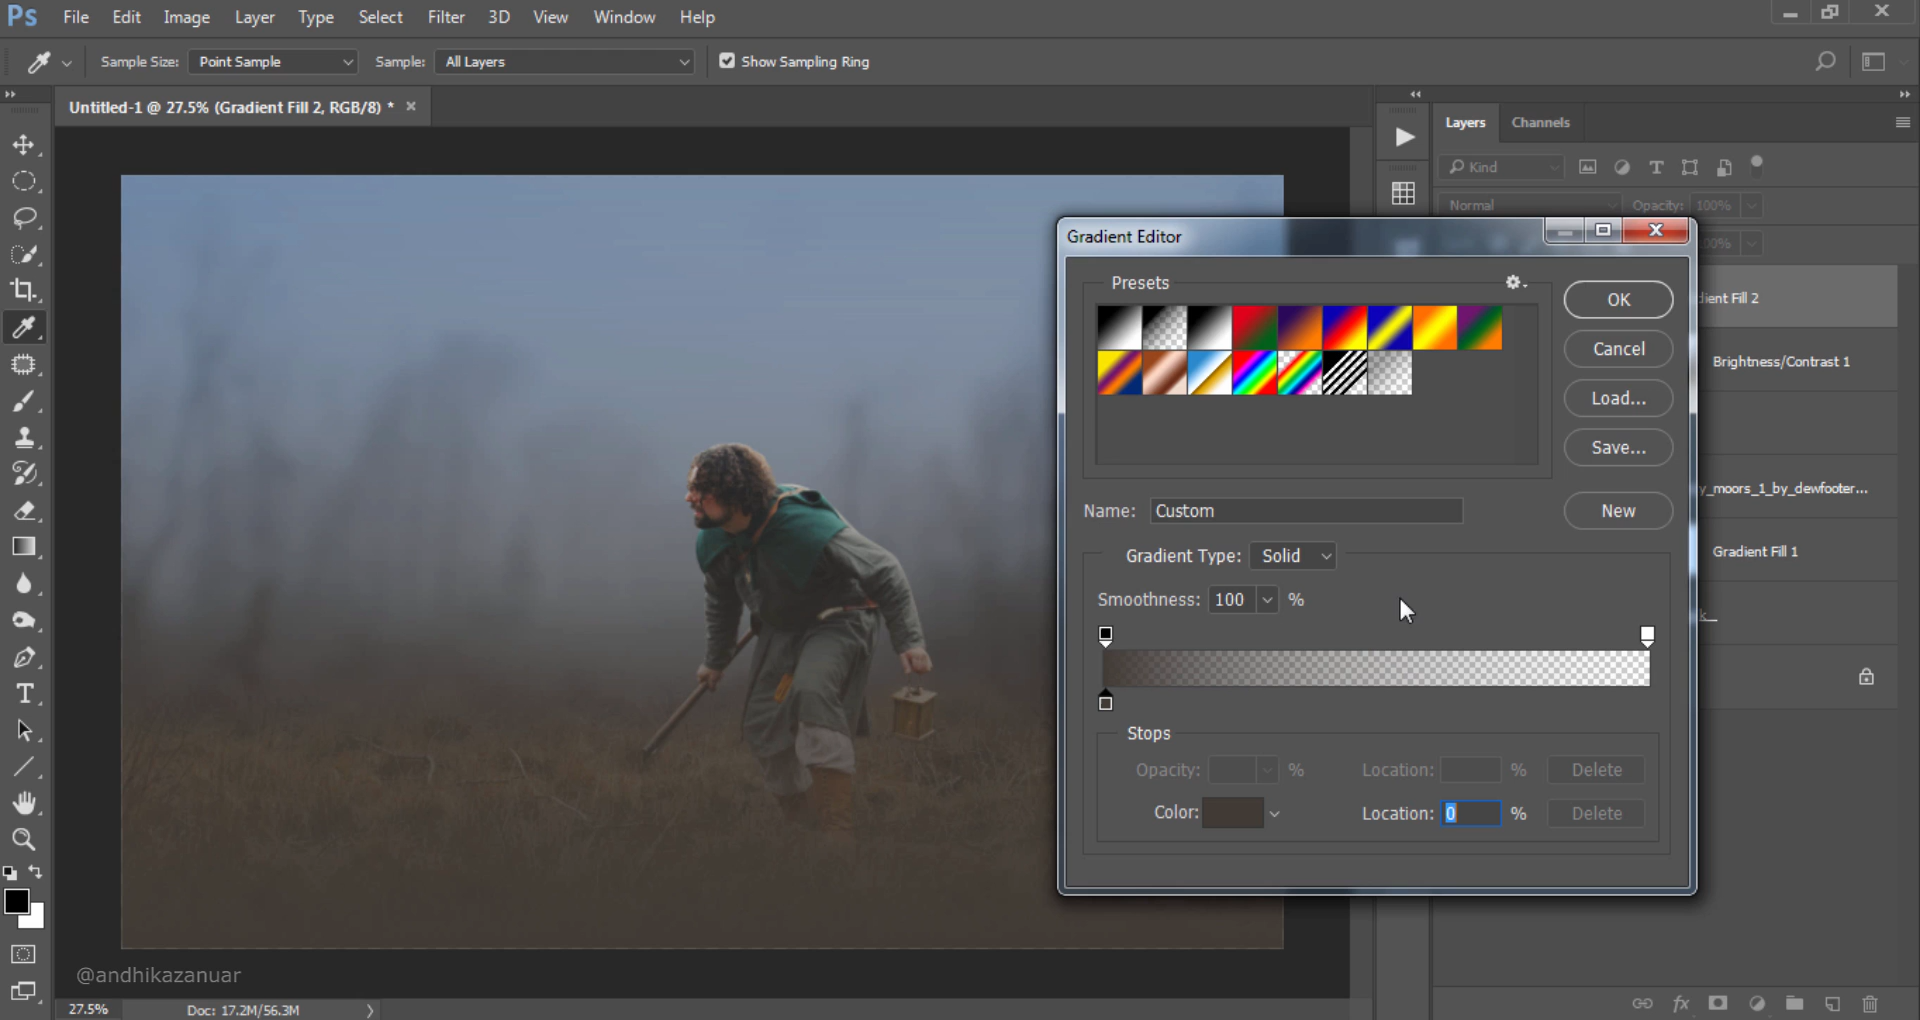 Ps File Edit Image Layer Type Select Filter 3D View Window Help
Sample Size: Point Sample Sample: All Layers Show Sampling Ring
Untitled-1 @ 27.5% (Gradient Fill 2, RGB/8) * ×
Layers Channels
Kind
Normal Opacity: 100%
Gradient Editor
Presets
OK
Cancel
Load...
Save...
Name: Custom
New
Gradient Type: Solid
Smoothness: 100 %
Stops
Opacity: % Location: % Delete
Color: Location: 0 % Delete
dient Fill 2
Brightness/Contrast 1
y_moors_1_by_dewfooter...
Gradient Fill 1
@andhikazanuar
27.5% Doc: 17.2M/56.3M
fx